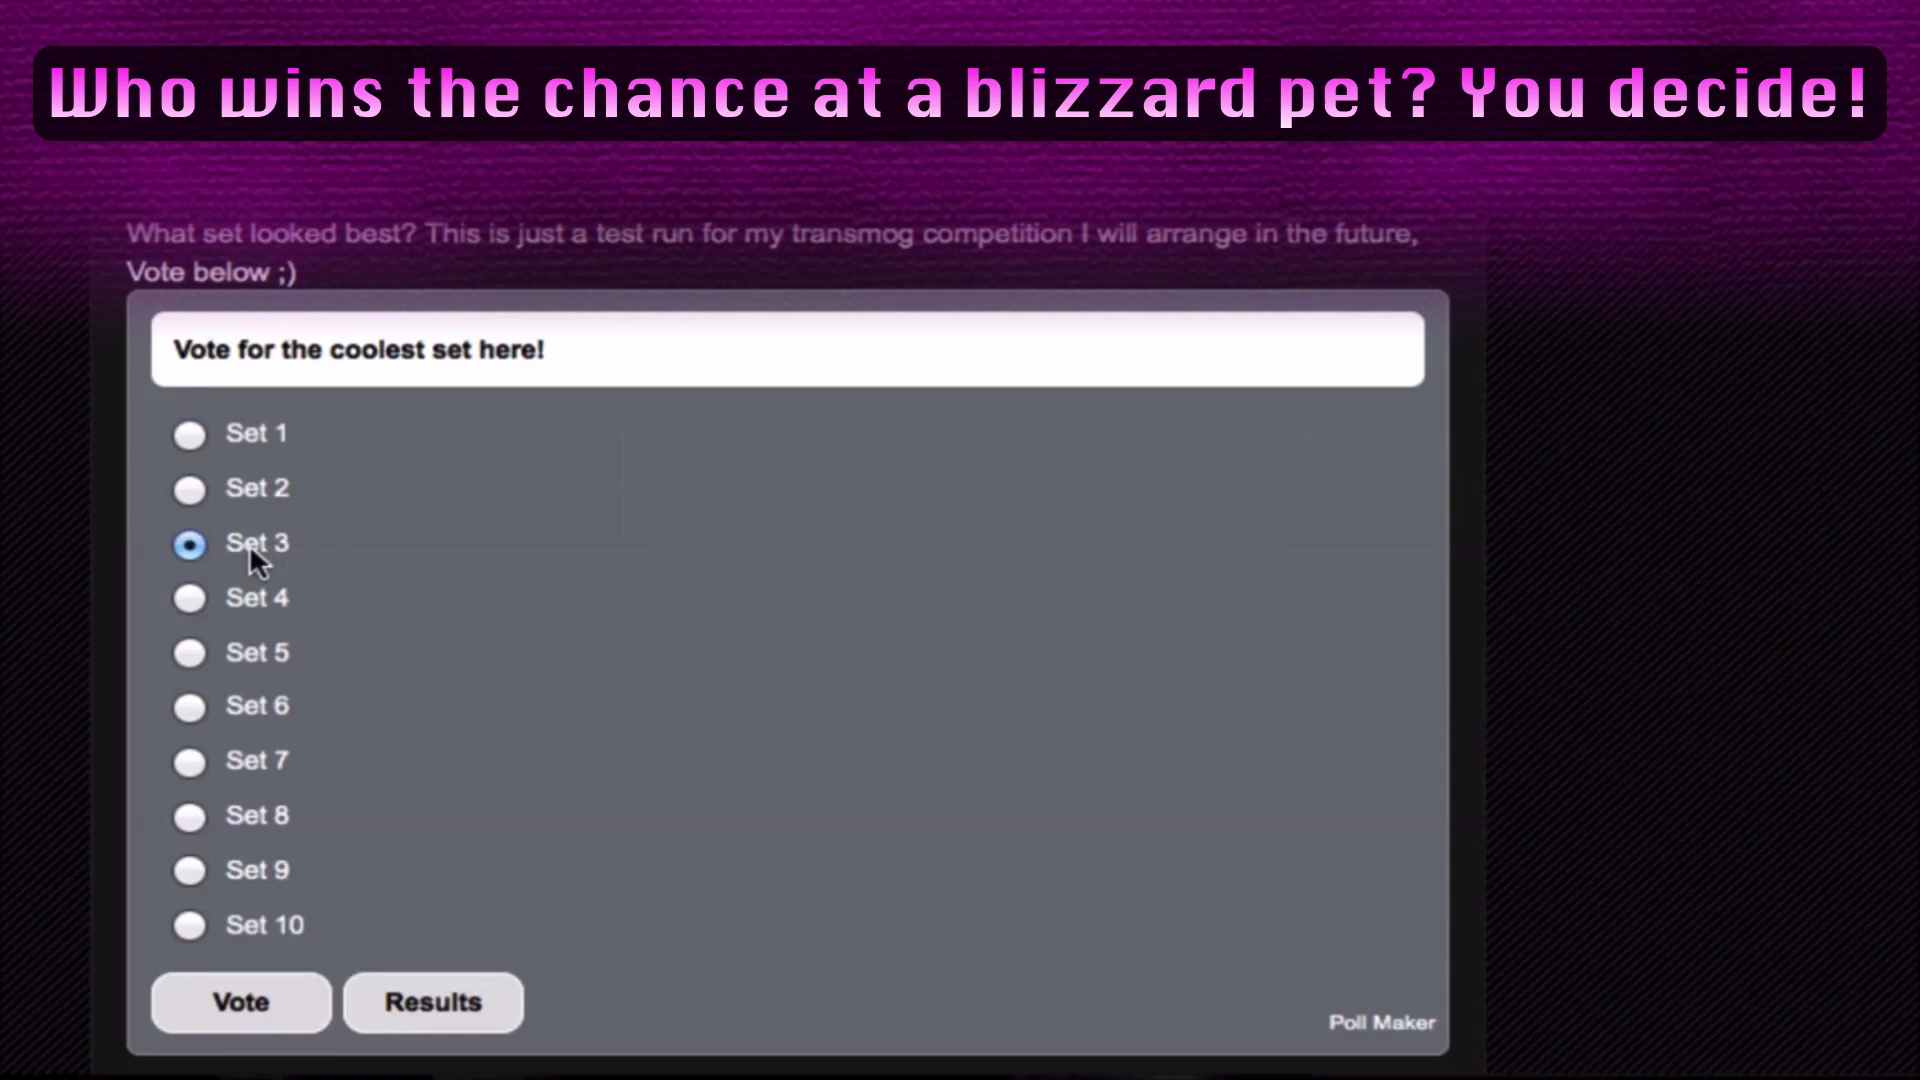 Who wins the chance at a blizzard pet? You decide!
What set looked best? This is just a test run for my transmog competition I will arrange in the future,
Vote below ;)
Vote for the coolest set here!
Set 1
Set 2
Set 3
Set 4
Set 5
Set 6
Set 7
Set 8
Set 9
Set 10
Vote Results
Poll Maker